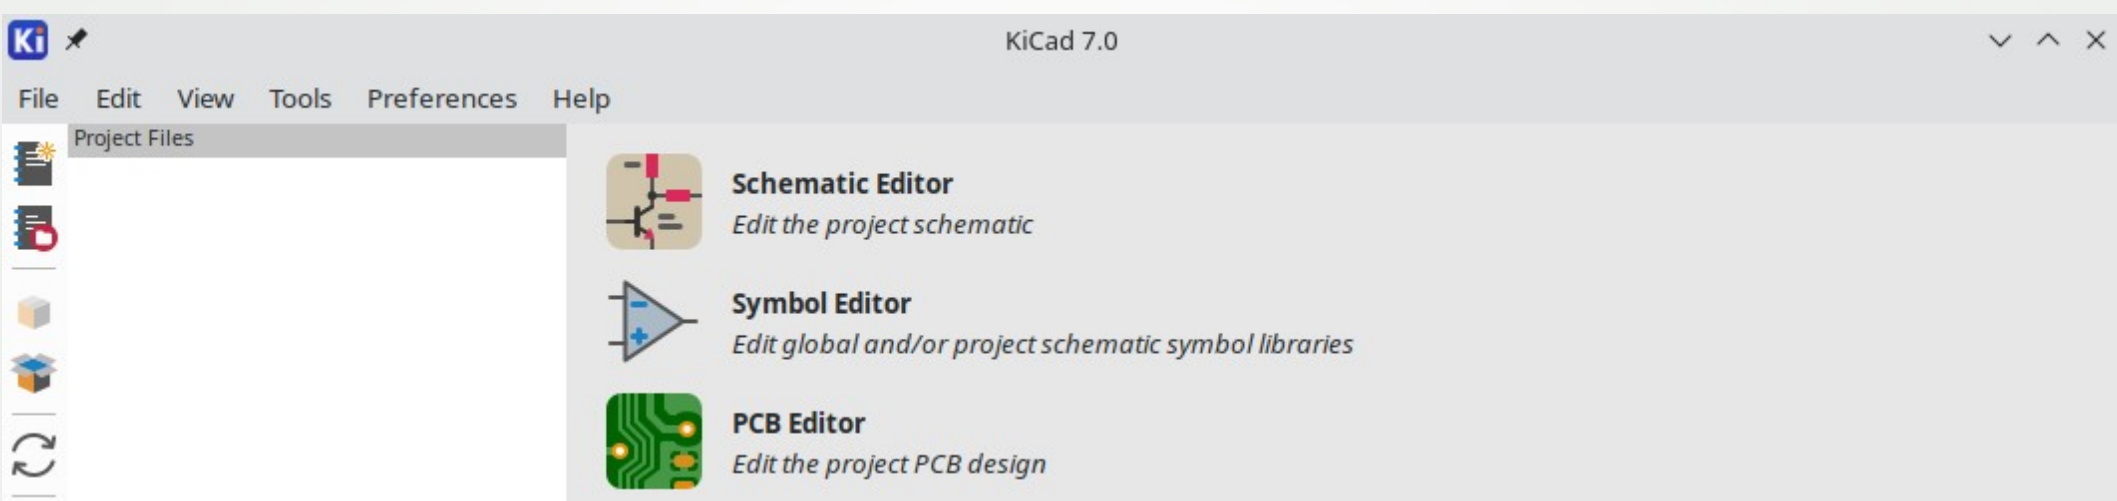 Ki
KiCad 7.0
File Edit View Tools Preferences Help
Project Files
Schematic Editor
Edit the project schematic
Symbol Editor
Edit global and/or project schematic symbol libraries
PCB Editor
Edit the project PCB design